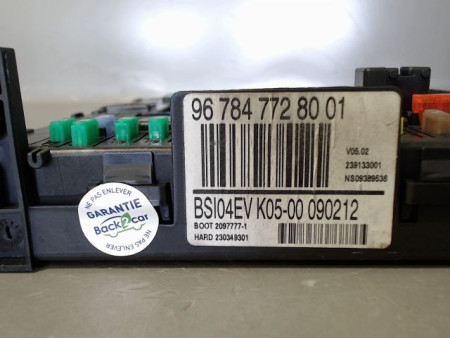 96 784 772 80 01
V05.02
239133001
NS09389536
BSI04EV K05-00 090212
BOOT 2097777-1
HARD 230349301
NE PAS ENLEVER
GARANTIE
Back2car
NE PAS ENLEVER